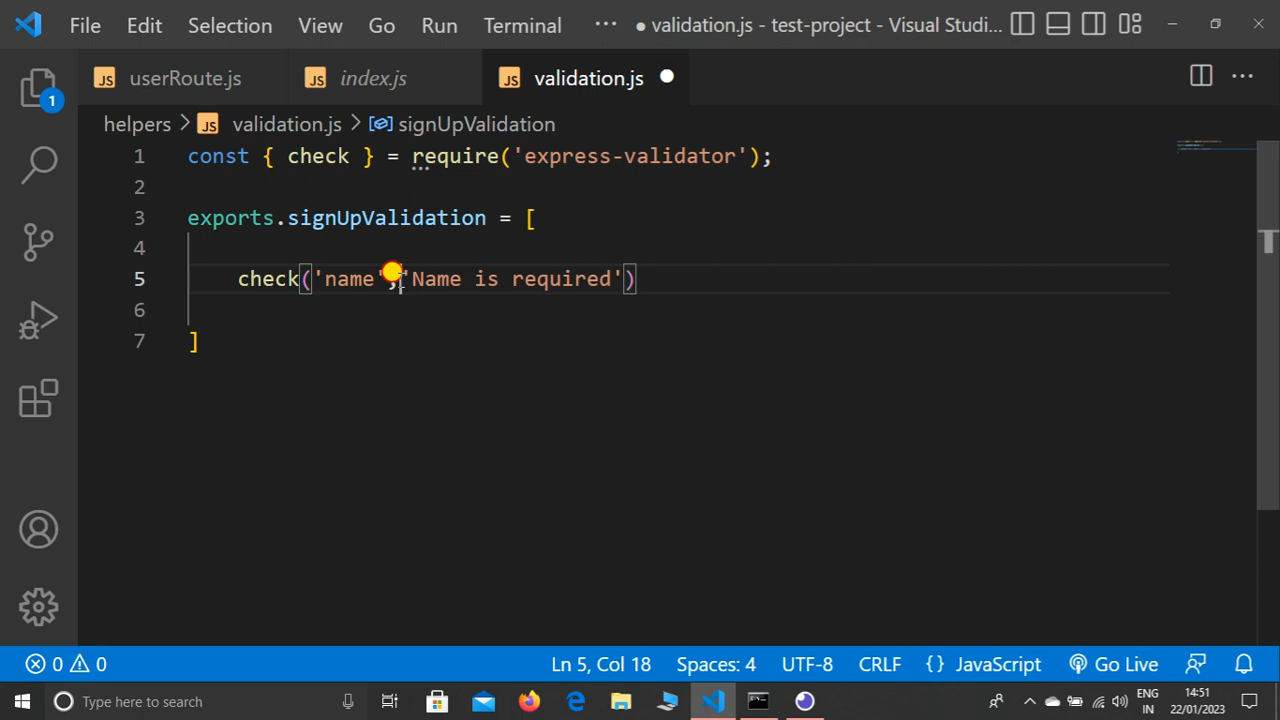 File Edit Selection View Go Run Terminal ··· ● validation.js - test-project - Visual Studi...
JS userRoute.js JS index.js JS validation.js ●
helpers > JS validation.js > signUpValidation
1 const { check } = require('express-validator');
2
3 exports.signUpValidation = [
4
5 check('name','Name is required')
6
7 ]
1
0 0 Ln 5, Col 18 Spaces: 4 UTF-8 CRLF {} JavaScript Go Live
Type here to search ENG IN 14:51 22/01/2023